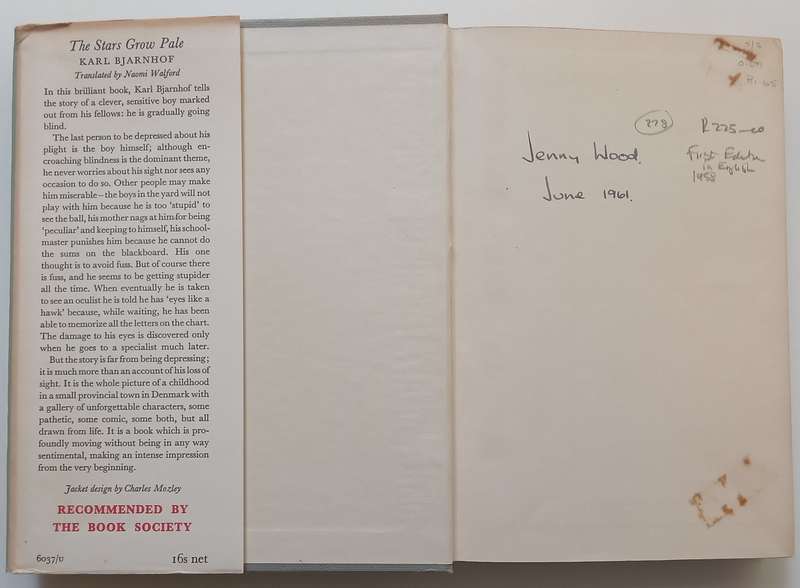 The Stars Grow Pale
KARL BJARNHOF
Translated by Naomi Walford
In this brilliant book, Karl Bjarnhof tells
the story of a clever, sensitive boy marked
out from his fellows: he is gradually going
blind.
The last person to be depressed about his
plight is the boy himself; although en-
croaching blindness is the dominant theme,
he never worries about his sight nor sees any
occasion to do so. Other people may make
him miserable – the boys in the yard will not
play with him because he is too 'stupid' to
see the ball, his mother nags at him for being
'peculiar' and keeping to himself, his school-
master punishes him because he cannot do
the sums on the blackboard. His one
thought is to avoid fuss. But of course there
is fuss, and he seems to be getting stupider
all the time. When eventually he is taken
to see an oculist he is told he has 'eyes like a
hawk' because, while waiting, he has been
able to memorize all the letters on the chart.
The damage to his eyes is discovered only
when he goes to a specialist much later.
But the story is far from being depressing;
it is much more than an account of his loss of
sight. It is the whole picture of a childhood
in a small provincial town in Denmark with
a gallery of unforgettable characters, some
pathetic, some comic, some both, but all
drawn from life. It is a book which is pro-
foundly moving without being in any way
sentimental, making an intense impression
from the very beginning.
Jacket design by Charles Mozley
RECOMMENDED BY
THE BOOK SOCIETY
6037/U
16s net
228
R225-00
Jenny Wood.
June 1961.
First Edition
in English
1958